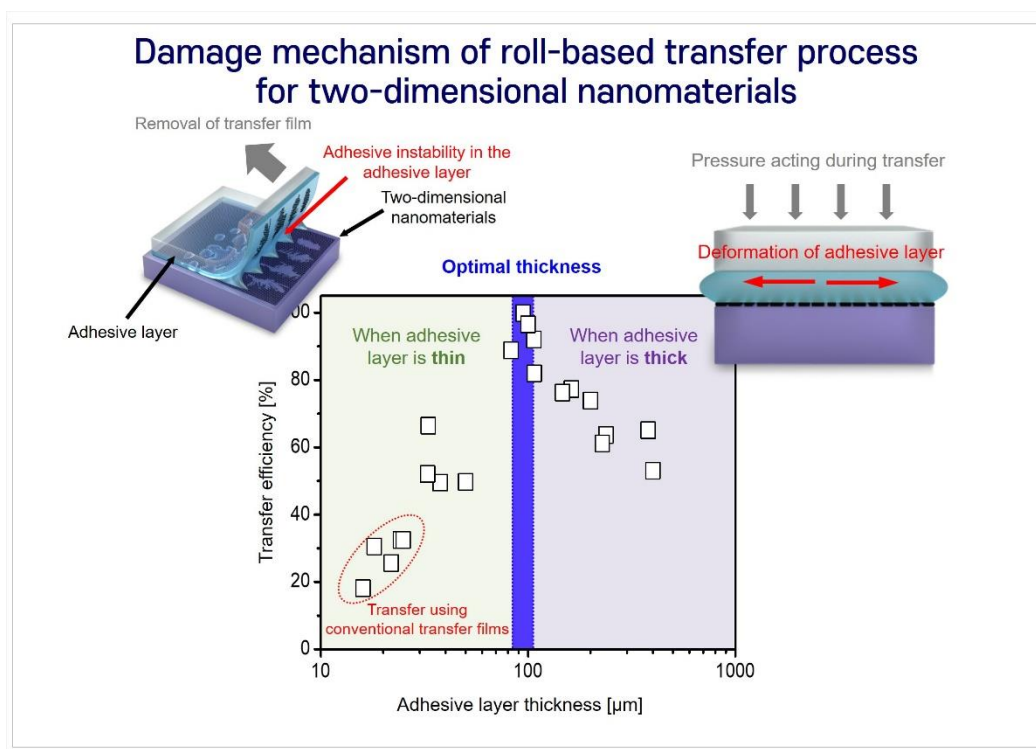 Damage mechanism of roll-based transfer process
for two-dimensional nanomaterials
Removal of transfer film
Adhesive instability in the
adhesive layer
Two-dimensional
nanomaterials
Adhesive layer
Pressure acting during transfer
Deformation of adhesive layer
Optimal thickness
When adhesive
layer is thin
When adhesive
layer is thick
Transfer using
conventional transfer films
Transfer efficiency [%]
00
80
60
40
20
0
10
100
1000
Adhesive layer thickness [µm]